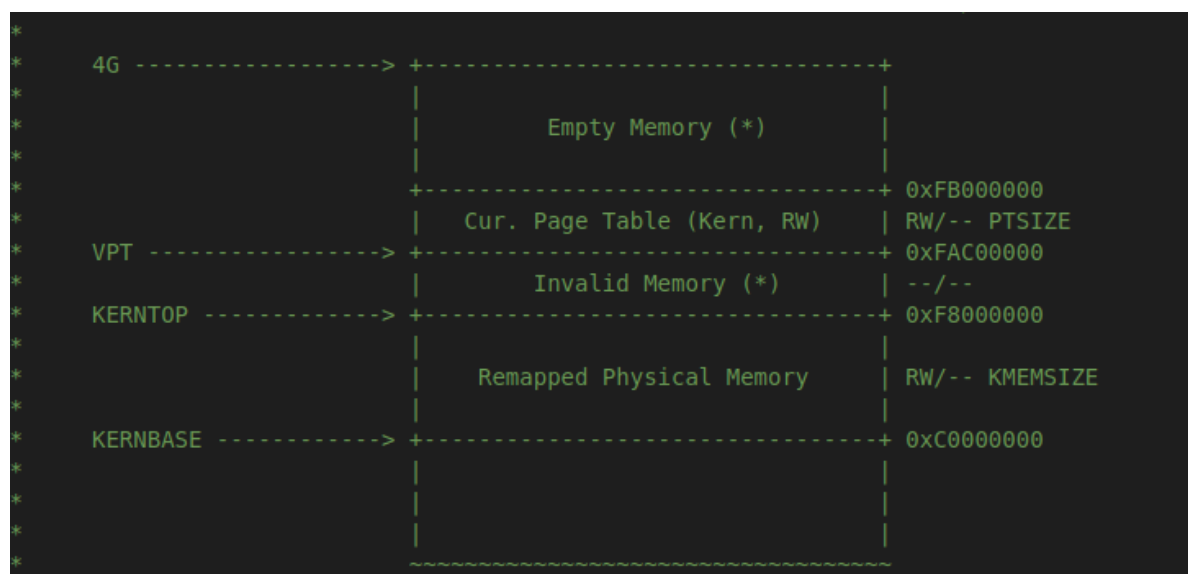 *
*     4G ------------------> +---------------------------------+
*                            |                                 |
*                            |         Empty Memory (*)        |
*                            |                                 |
*                            +---------------------------------+ 0xFB000000
*                            |   Cur. Page Table (Kern, RW)    | RW/-- PTSIZE
*     VPT -----------------> +---------------------------------+ 0xFAC00000
*                            |        Invalid Memory (*)       | --/--
*     KERNTOP -------------> +---------------------------------+ 0xF8000000
*                            |                                 |
*                            |    Remapped Physical Memory     | RW/-- KMEMSIZE
*                            |                                 |
*     KERNBASE ------------> +---------------------------------+ 0xC0000000
*                            |                                 |
*                            |                                 |
*                            |                                 |
*                            ~~~~~~~~~~~~~~~~~~~~~~~~~~~~~~~~~~~